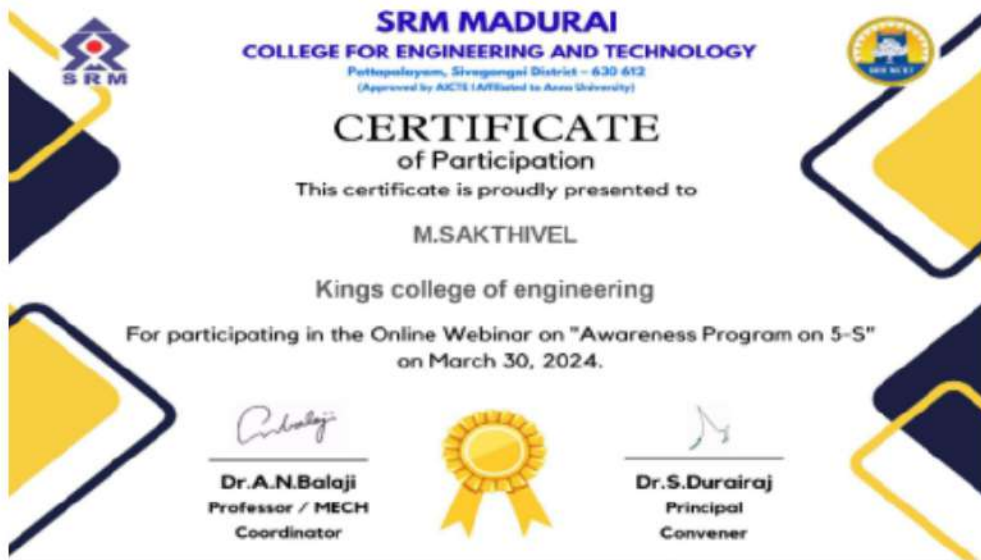 SRM MADURAI
COLLEGE FOR ENGINEERING AND TECHNOLOGY
Pottapalayam, Sivagangai District – 630 612
(Approved by AICTE | Affiliated to Anna University)
SRM
CERTIFICATE
of Participation
This certificate is proudly presented to
M.SAKTHIVEL
Kings college of engineering
For participating in the Online Webinar on "Awareness Program on 5-S"
on March 30, 2024.
Dr.A.N.Balaji
Professor / MECH
Coordinator
Dr.S.Durairaj
Principal
Convener